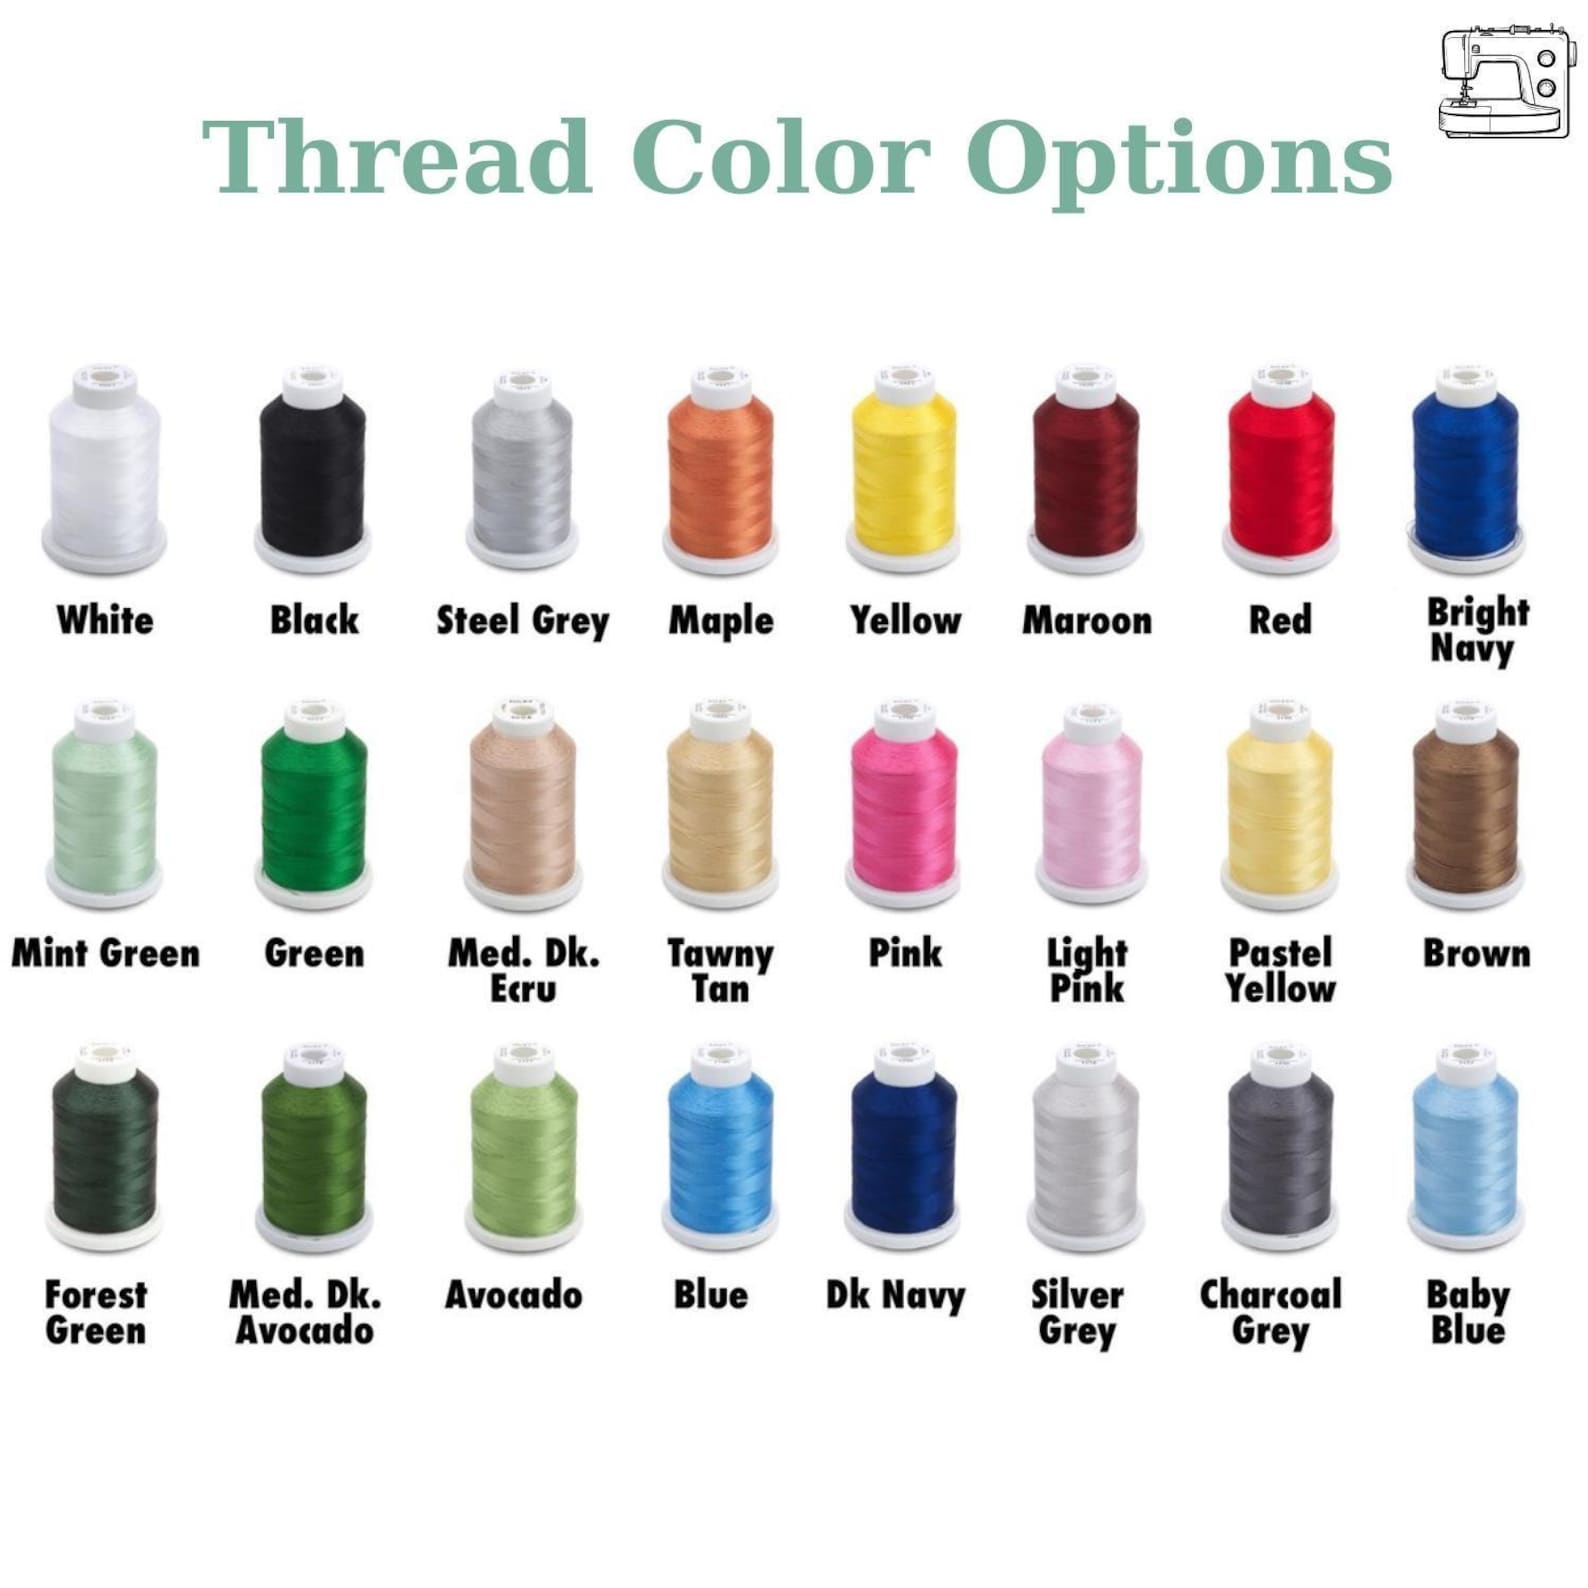 Thread Color Options
White Black Steel Grey Maple Yellow Maroon Red Bright
Navy
Mint Green Green Med. Dk. Tawny Pink Light Pastel Brown
Ecru Tan Pink Yellow
Forest Med. Dk. Avocado Blue Dk Navy Silver Charcoal Baby
Green Avocado Grey Grey Blue